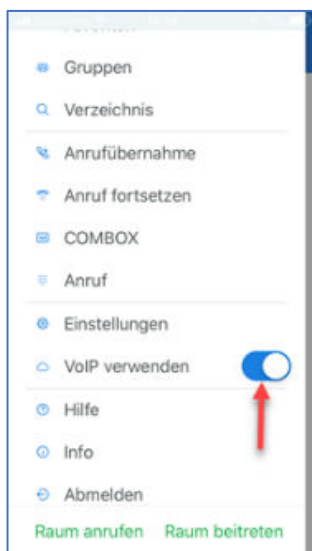 Gruppen
Verzeichnis
Anrufübernahme
Anruf fortsetzen
COMBOX
Anruf
Einstellungen
VoIP verwenden
Hilfe
Info
Abmelden
Raum anrufen Raum beitreten